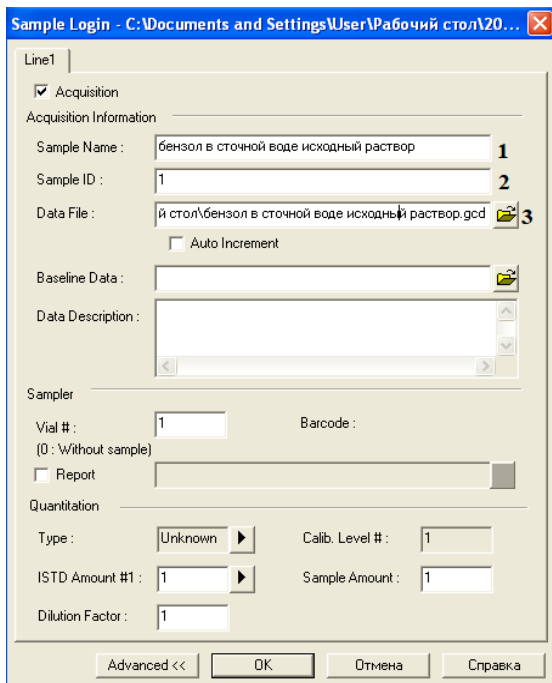 Sample Login - C:\Documents and Settings\User\Рабочий стол\20...
Line1
Acquisition
Acquisition Information
Sample Name : бензол в сточной воде исходный раствор 1
Sample ID : 1 2
Data File : й стол\бензол в сточной воде исходный раствор.gcd 3
Auto Increment
Baseline Data :
Data Description :
Sampler
Vial # : 1 Barcode :
(0 : Without sample)
Report
Quantitation
Type : Unknown Calib. Level # : 1
ISTD Amount #1 : 1 Sample Amount : 1
Dilution Factor : 1
Advanced << OK Отмена Справка